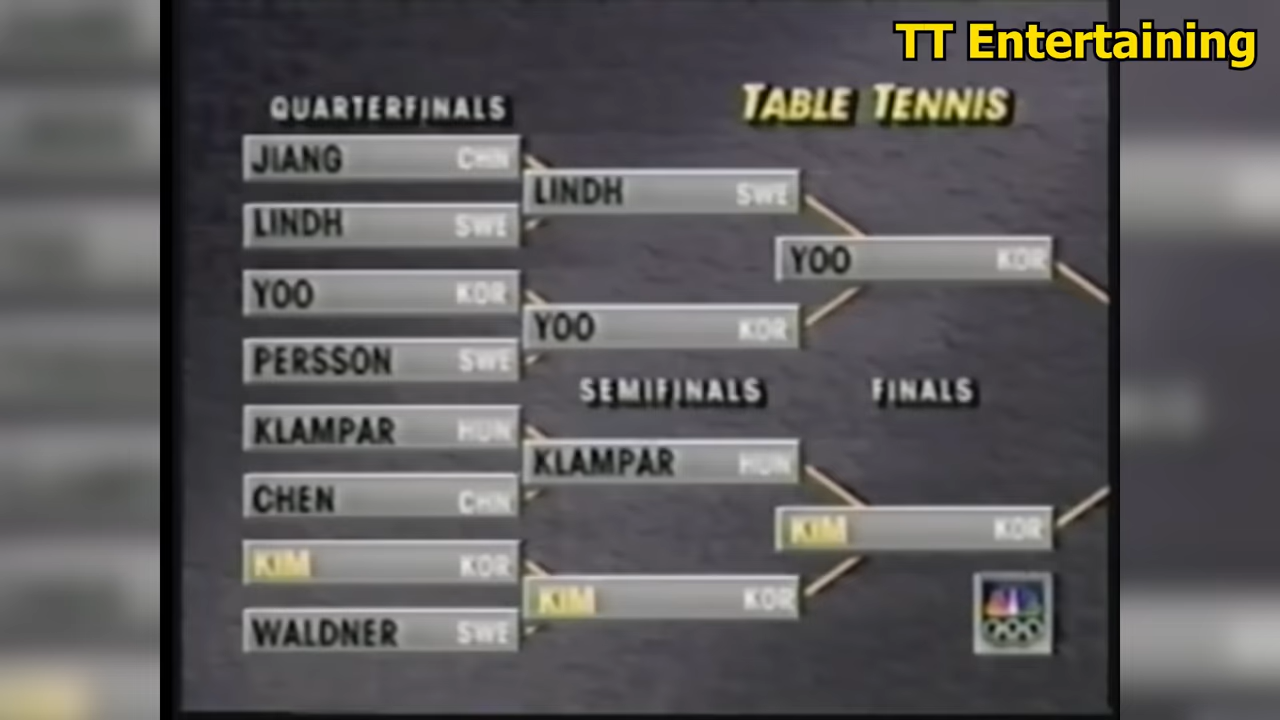 TT Entertaining
TABLE TENNIS
QUARTERFINALS
JIANG CHN
LINDH SWE
YOO KOR
PERSSON SWE
KLAMPAR HUN
CHEN CHN
KIM KOR
WALDNER SWE
SEMIFINALS
LINDH SWE
YOO KOR
KLAMPAR HUN
KIM KOR
FINALS
YOO KOR
KIM KOR